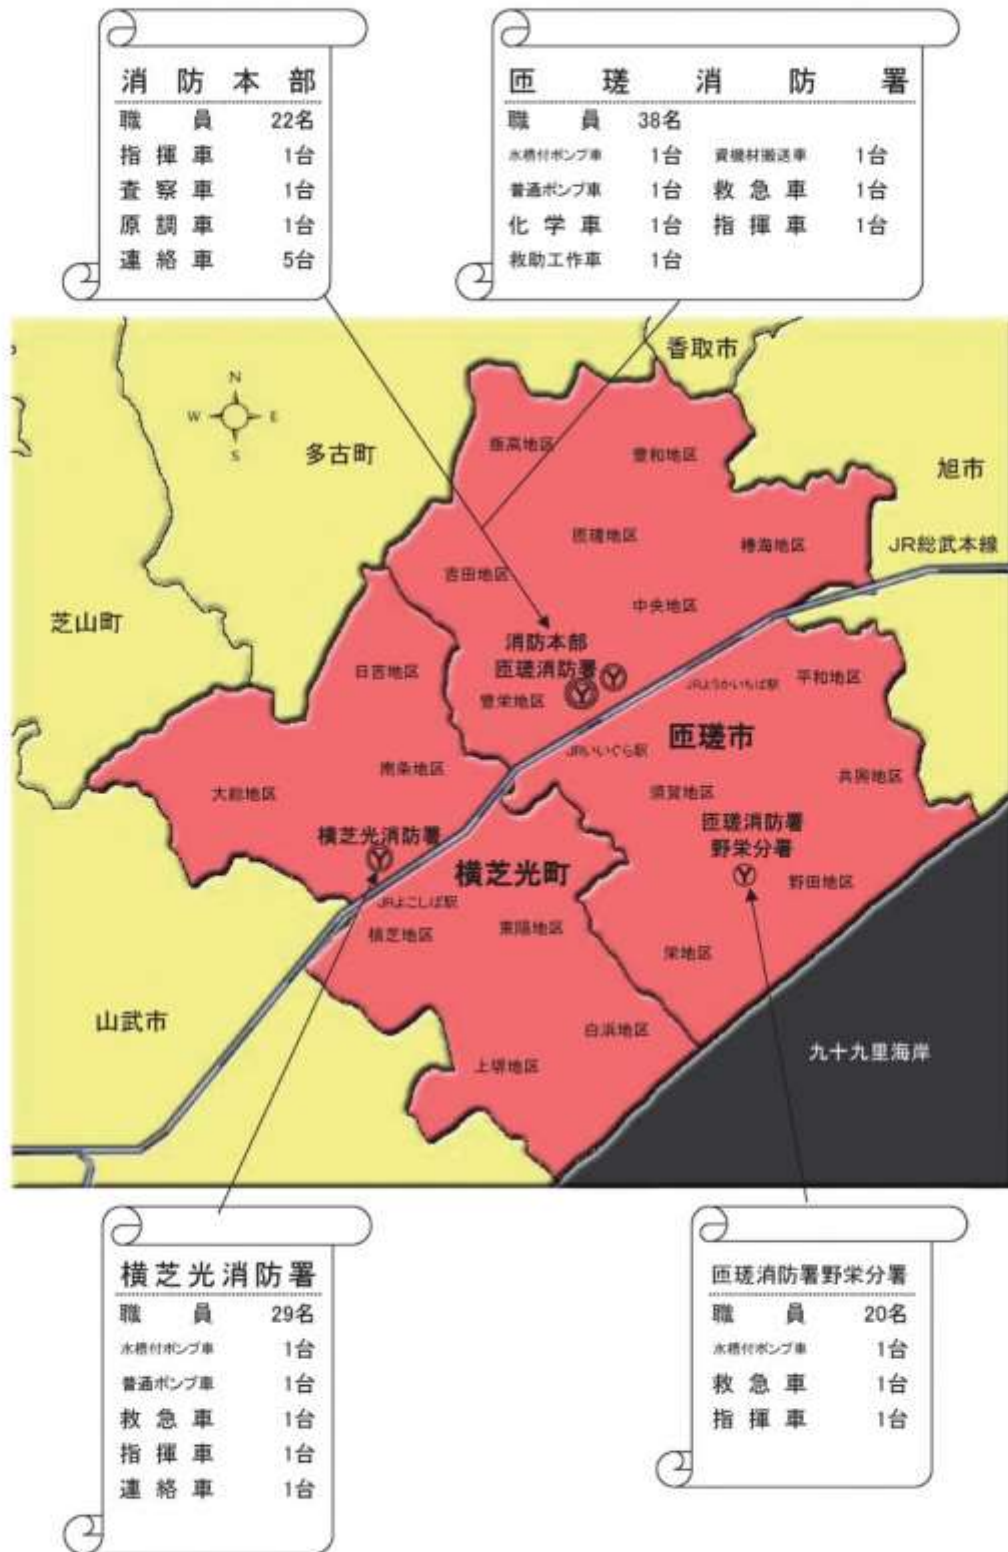 消防本部
職員 22名
指揮車 1台
査察車 1台
原調車 1台
連絡車 5台
匝瑳消防署
職員 38名
水槽付ポンプ車 1台 資機材搬送車 1台
普通ポンプ車 1台 救急車 1台
化学車 1台 指揮車 1台
救助工作車 1台
香取市
N
W E
S
多古町
飯高地区
豊和地区
旭市
匝瑳地区
椿海地区
JR総武本線
吉田地区
中央地区
芝山町
消防本部
匝瑳消防署
日吉地区
豊栄地区
JRようかいちば駅
平和地区
匝瑳市
JRいいぐら駅
南条地区
共興地区
大総地区
須賀地区
匝瑳消防署
野栄分署
横芝光消防署
横芝光町
野田地区
JRよこしば駅
横芝地区
東陽地区
栄地区
山武市
白浜地区
上堺地区
九十九里海岸
横芝光消防署
職員 29名
水槽付ポンプ車 1台
普通ポンプ車 1台
救急車 1台
指揮車 1台
連絡車 1台
匝瑳消防署野栄分署
職員 20名
水槽付ポンプ車 1台
救急車 1台
指揮車 1台